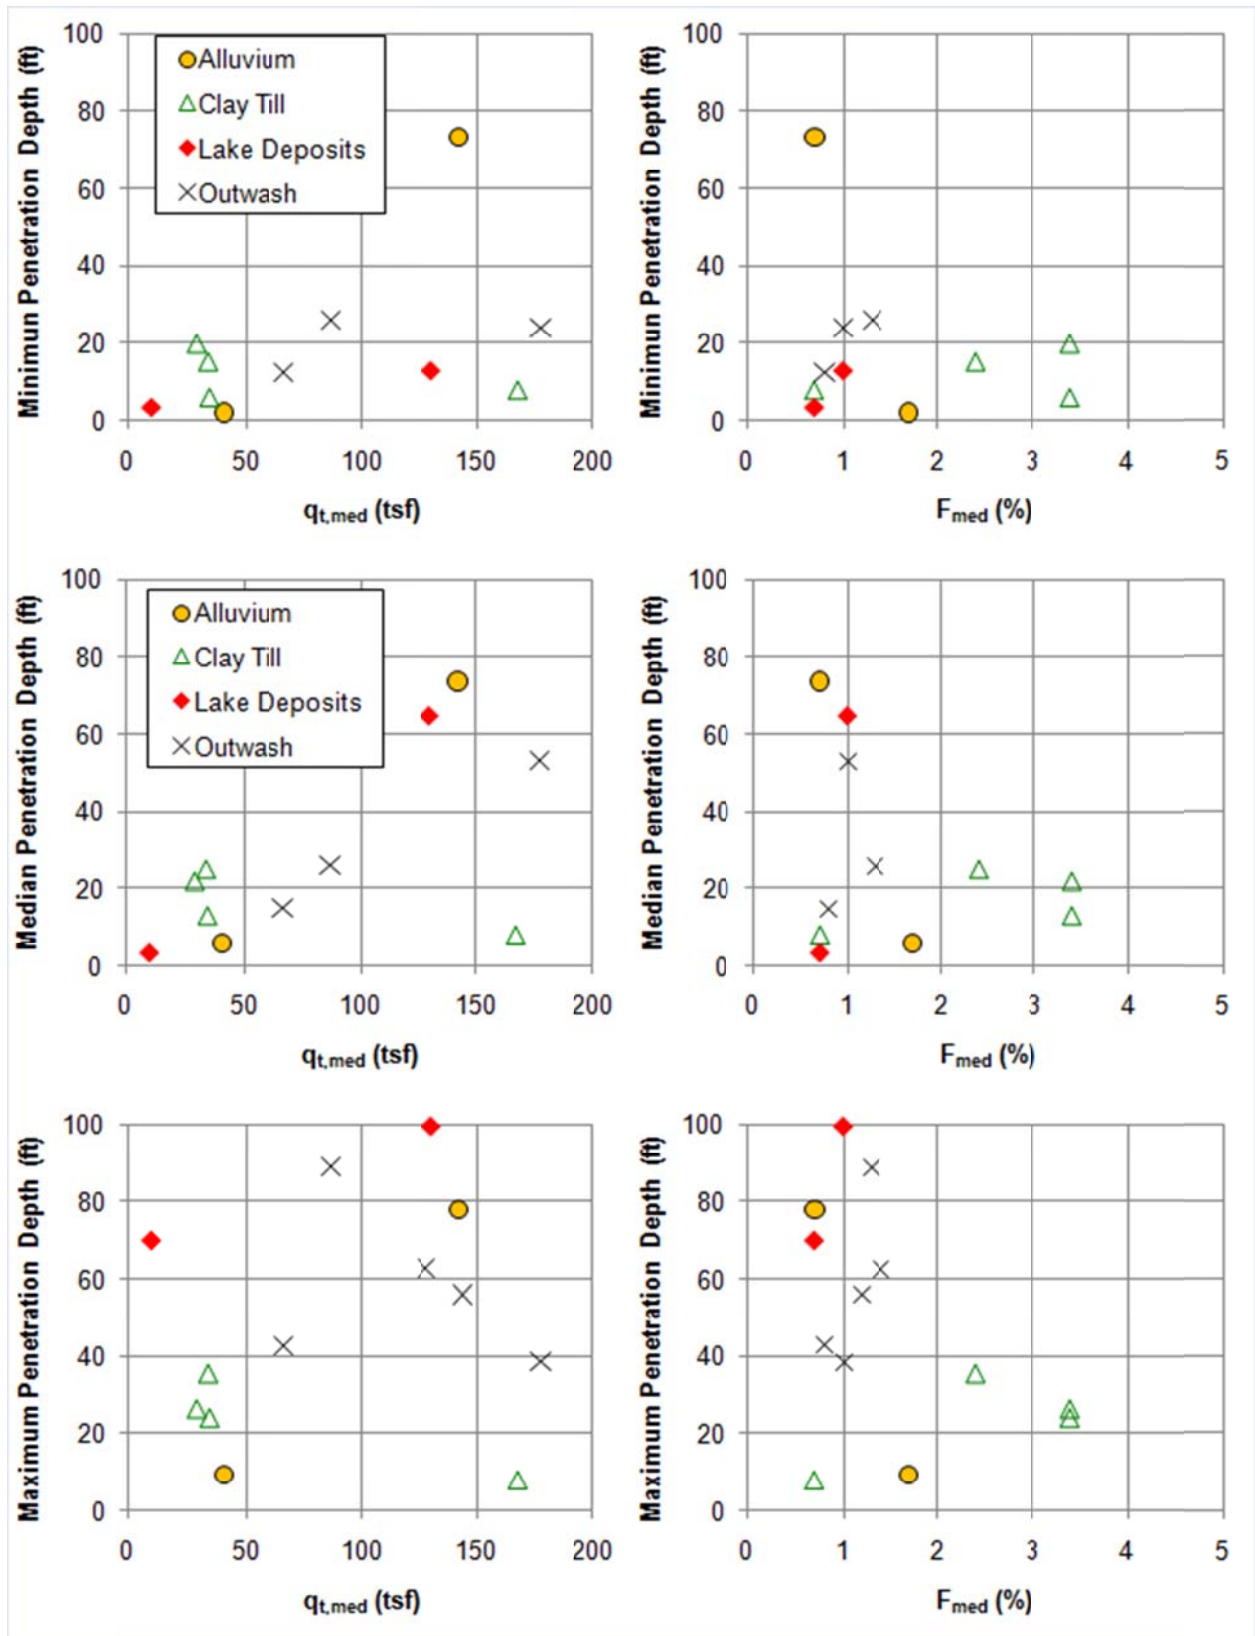 Minimun Penetration Depth (ft)
100
80
60
40
20
0
Alluvium
Clay Till
Lake Deposits
Outwash
0 50 100 150 200
qt,med (tsf)
Minimun Penetration Depth (ft)
100
80
60
40
20
0
0 1 2 3 4 5
Fmed (%)
Median Penetration Depth (ft)
100
80
60
40
20
0
Alluvium
Clay Till
Lake Deposits
Outwash
0 50 100 150 200
qt,med (tsf)
Median Penetration Depth (ft)
100
80
60
40
20
0
0 1 2 3 4 5
Fmed (%)
Maximum Penetration Depth (ft)
100
80
60
40
20
0
0 50 100 150 200
qt,med (tsf)
Maximum Penetration Depth (ft)
100
80
60
40
20
0
0 1 2 3 4 5
Fmed (%)